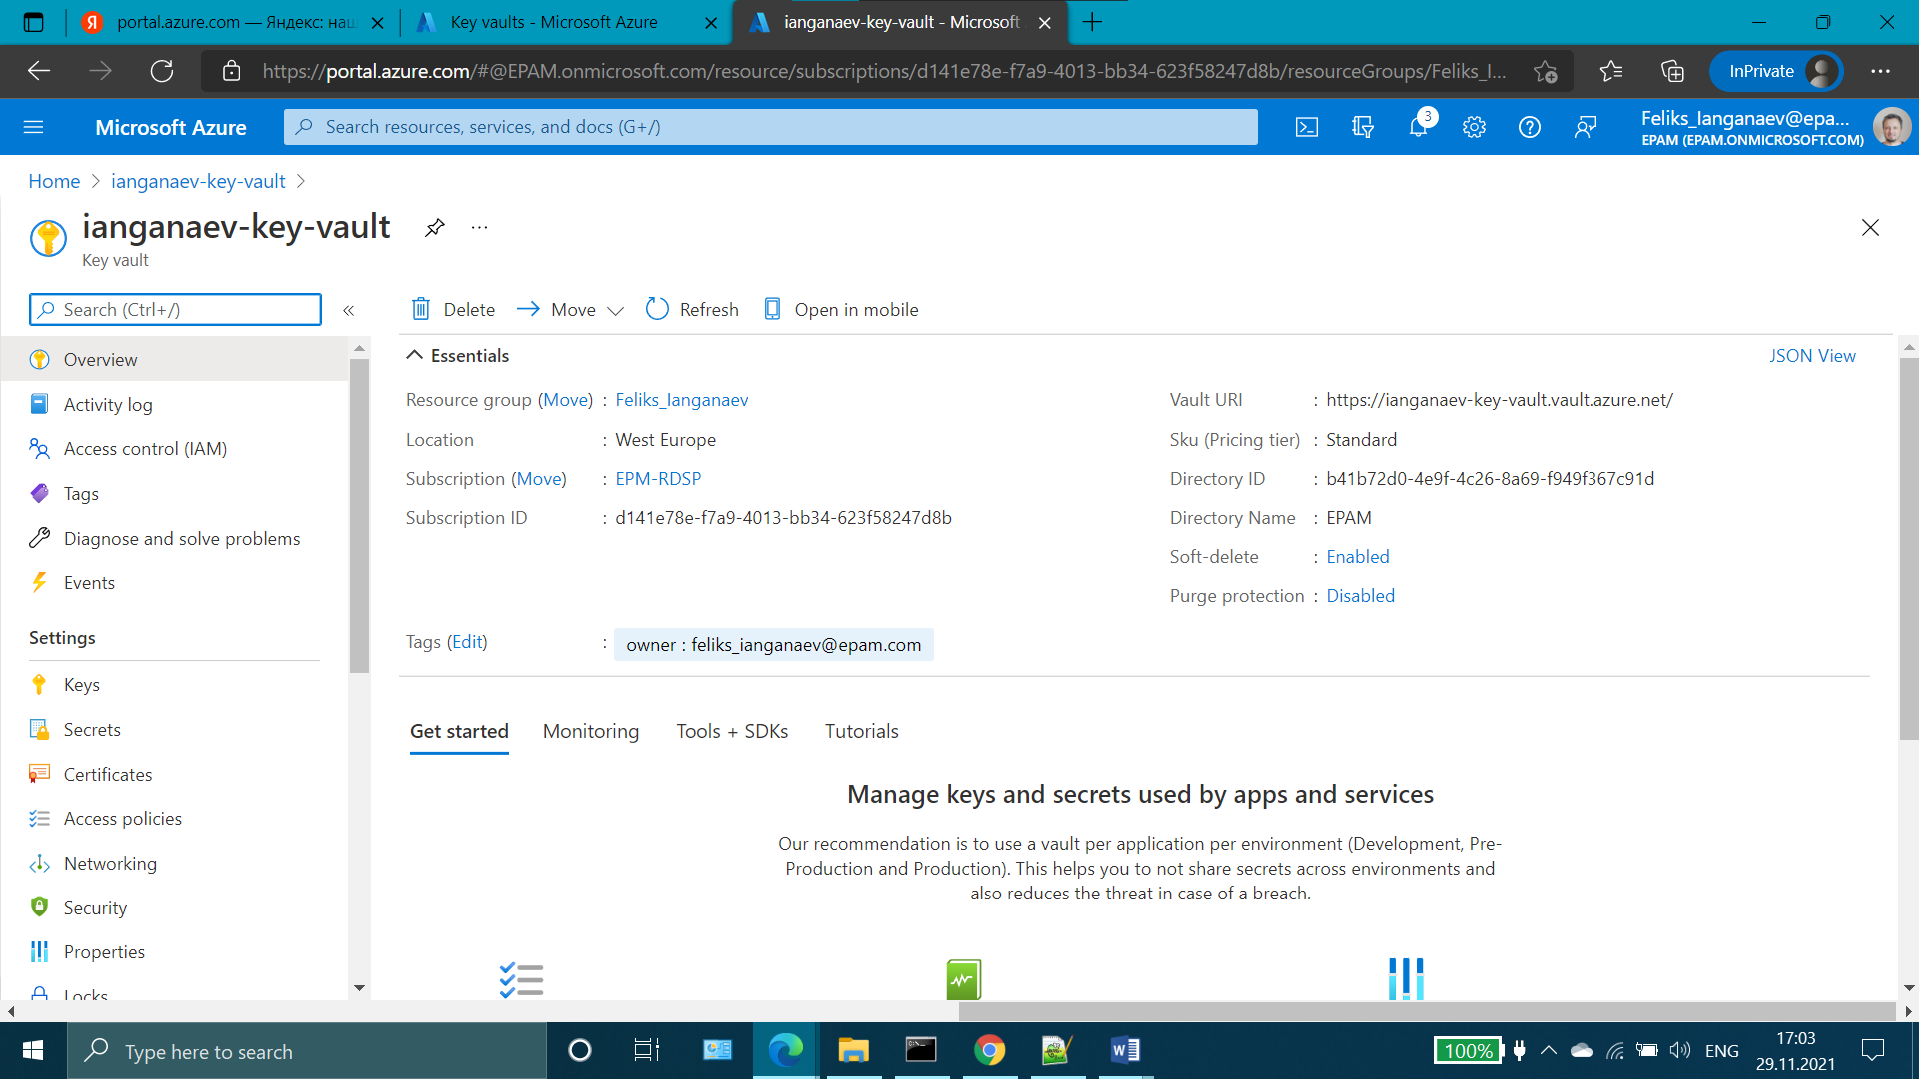 portal.azure.com — Яндекс: наш
Key vaults - Microsoft Azure
ianganaev-key-vault - Microsoft
https://portal.azure.com/#@EPAM.onmicrosoft.com/resource/subscriptions/d141e78e-f7a9-4013-bb34-623f58247d8b/resourceGroups/Feliks_I...
InPrivate
Microsoft Azure
Search resources, services, and docs (G+/)
3
Feliks_Ianganaev@epa...
EPAM (EPAM.ONMICROSOFT.COM)
Home > ianganaev-key-vault >
ianganaev-key-vault
...
Key vault
Search (Ctrl+/)
«
Delete
Move
Refresh
Open in mobile
Overview
Activity log
Access control (IAM)
Tags
Diagnose and solve problems
Events
Settings
Keys
Secrets
Certificates
Access policies
Networking
Security
Properties
Locks
Essentials
JSON View
Resource group (Move) : Feliks_Ianganaev
Location : West Europe
Subscription (Move) : EPM-RDSP
Subscription ID : d141e78e-f7a9-4013-bb34-623f58247d8b
Vault URI : https://ianganaev-key-vault.vault.azure.net/
Sku (Pricing tier) : Standard
Directory ID : b41b72d0-4e9f-4c26-8a69-f949f367c91d
Directory Name : EPAM
Soft-delete : Enabled
Purge protection : Disabled
Tags (Edit) : owner : feliks_ianganaev@epam.com
Get started
Monitoring
Tools + SDKs
Tutorials
Manage keys and secrets used by apps and services
Our recommendation is to use a vault per application per environment (Development, Pre-
Production and Production). This helps you to not share secrets across environments and
also reduces the threat in case of a breach.
Type here to search
100%
ENG
17:03
29.11.2021